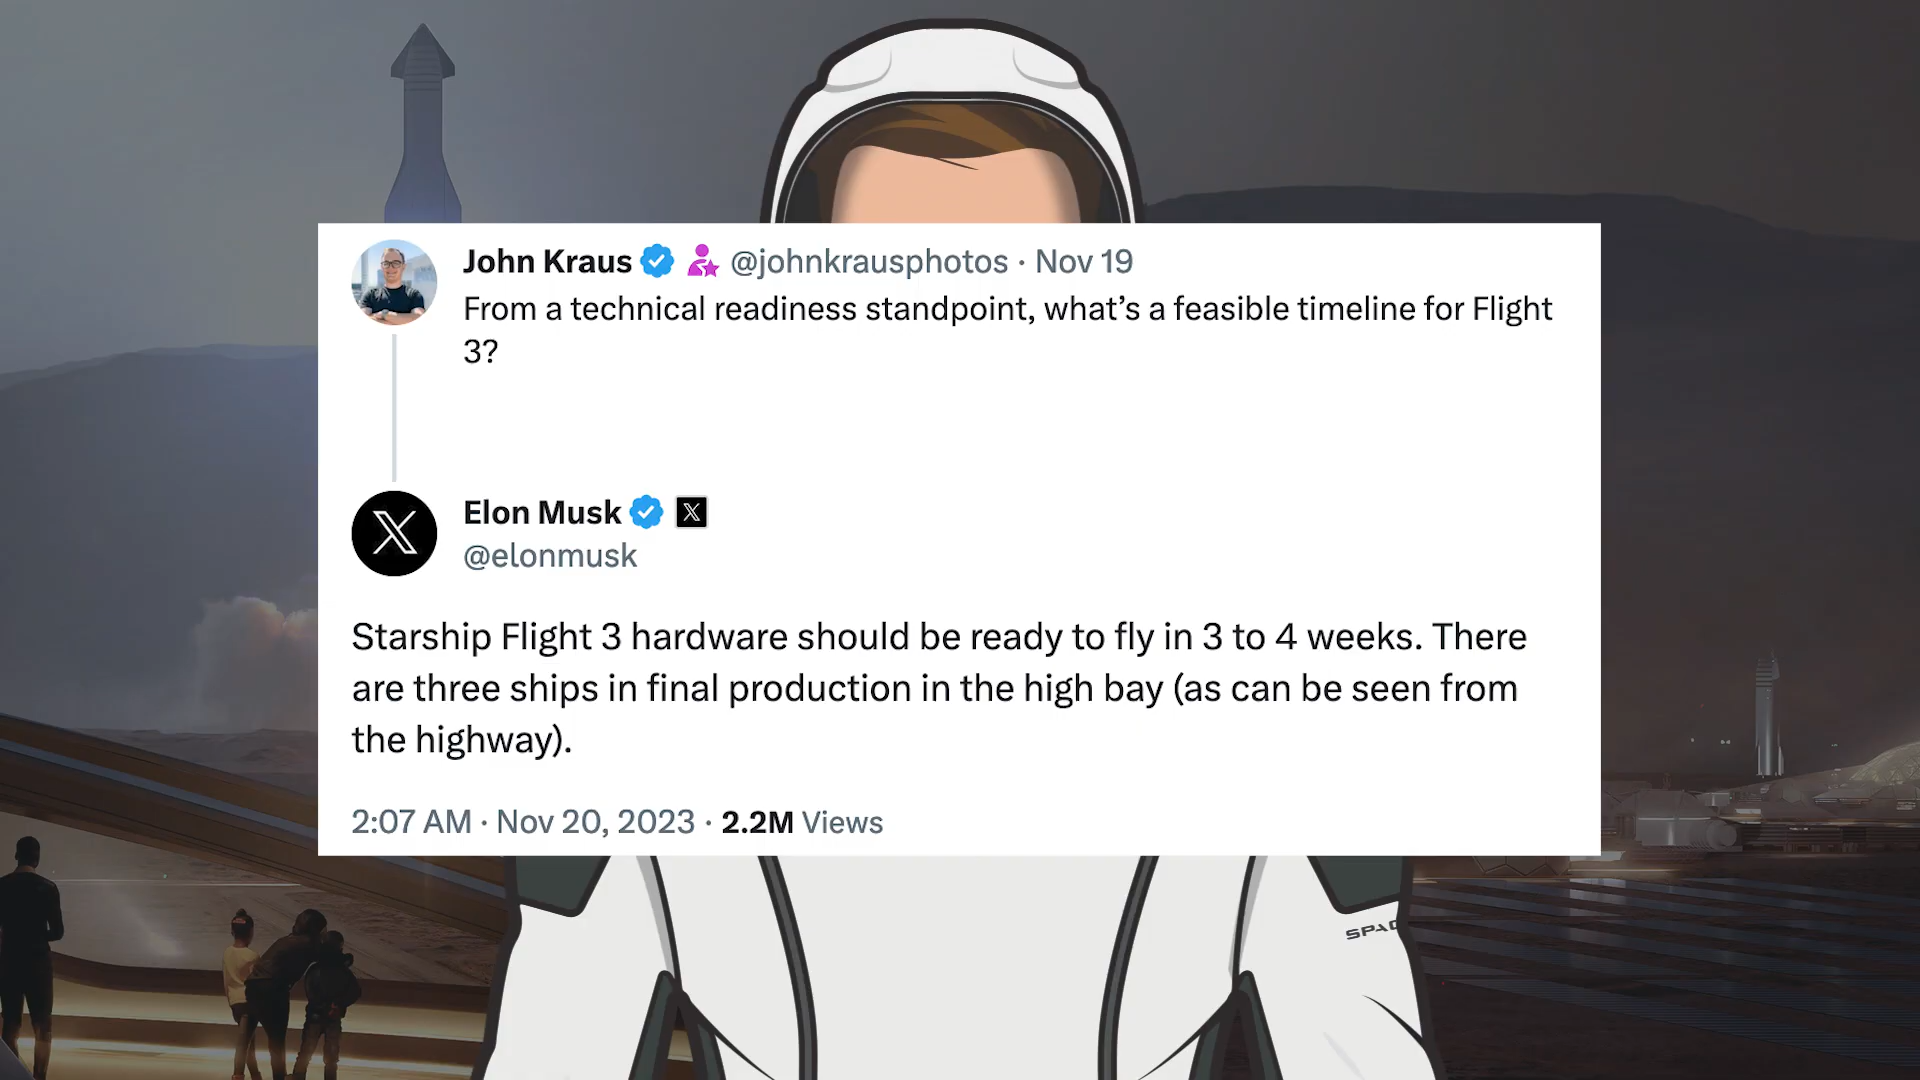 John Kraus @johnkrausphotos · Nov 19
From a technical readiness standpoint, what’s a feasible timeline for Flight
3?
Elon Musk
@elonmusk
Starship Flight 3 hardware should be ready to fly in 3 to 4 weeks. There
are three ships in final production in the high bay (as can be seen from
the highway).
2:07 AM · Nov 20, 2023 · 2.2M Views
SPAC